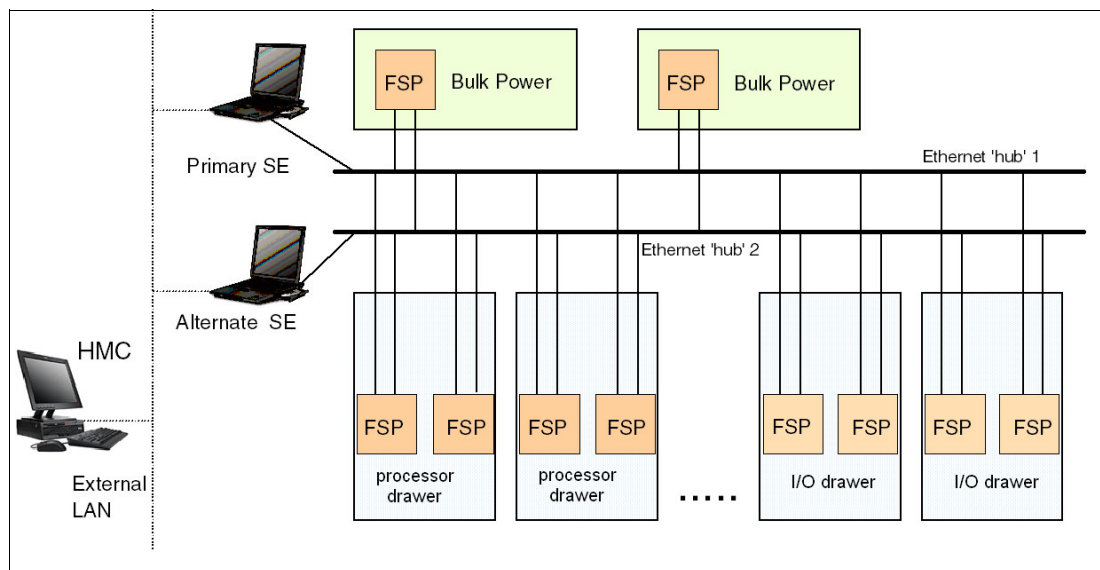 FSP
Bulk Power
FSP
Bulk Power
Primary SE
Ethernet 'hub' 1
Ethernet 'hub' 2
Alternate SE
HMC
External
LAN
FSP
FSP
processor
drawer
FSP
FSP
processor
drawer
.....
FSP
FSP
I/O drawer
FSP
FSP
I/O drawer